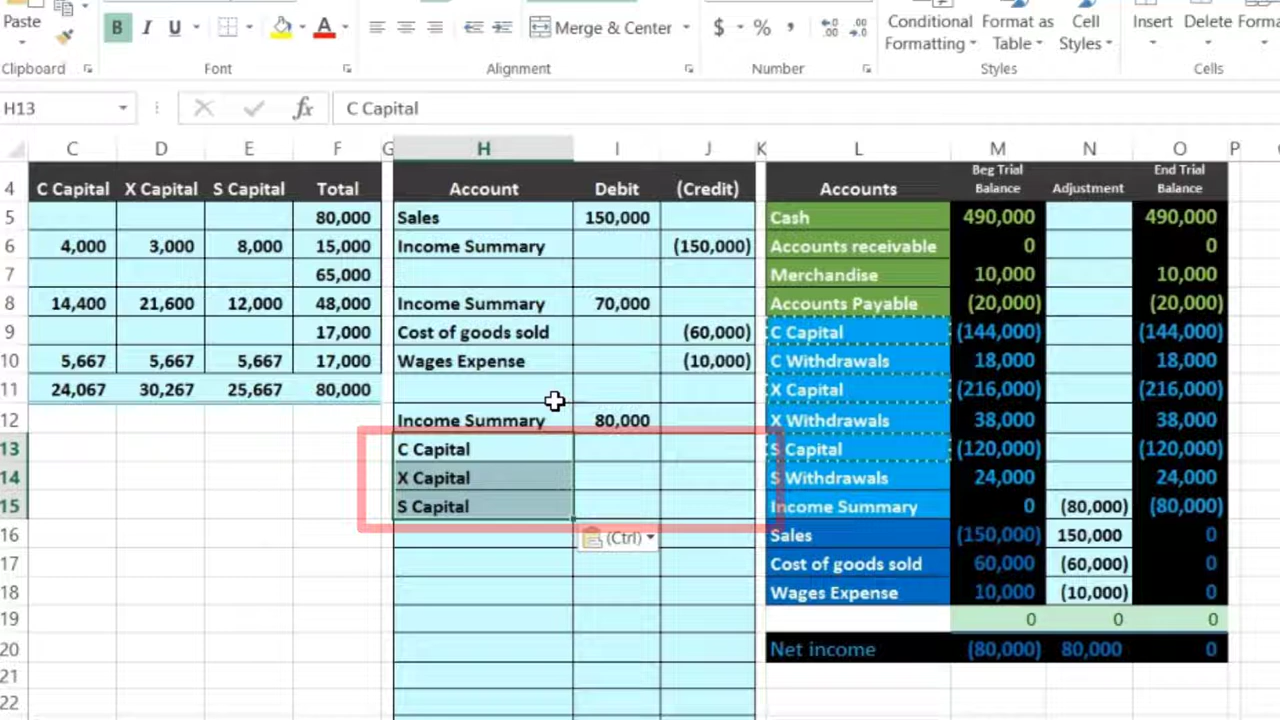 Paste
B I U A Merge & Center $ % , Conditional Formatting Format as Table Cell Styles Insert Delete
Clipboard Font Alignment Number Styles Cells
H13 fx C Capital
C D E F G H I J K L M N O P
4 C Capital X Capital S Capital Total Account Debit (Credit) Accounts Beg Trial Balance Adjustment End Trial Balance
5 80,000 Sales 150,000 Cash 490,000 490,000
6 4,000 3,000 8,000 15,000 Income Summary (150,000) Accounts receivable 0 0
7 65,000 Merchandise 10,000 10,000
8 14,400 21,600 12,000 48,000 Income Summary 70,000 Accounts Payable (20,000) (20,000)
9 17,000 Cost of goods sold (60,000) C Capital (144,000) (144,000)
10 5,667 5,667 5,667 17,000 Wages Expense (10,000) C Withdrawals 18,000 18,000
11 24,067 30,267 25,667 80,000 X Capital (216,000) (216,000)
12 Income Summary 80,000 X Withdrawals 38,000 38,000
13 C Capital S Capital (120,000) (120,000)
14 X Capital S Withdrawals 24,000 24,000
15 S Capital Income Summary 0 (80,000) (80,000)
16 (Ctrl) Sales (150,000) 150,000 0
17 Cost of goods sold 60,000 (60,000) 0
18 Wages Expense 10,000 (10,000) 0
19 0 0 0
20 Net income (80,000) 80,000 0
21
22